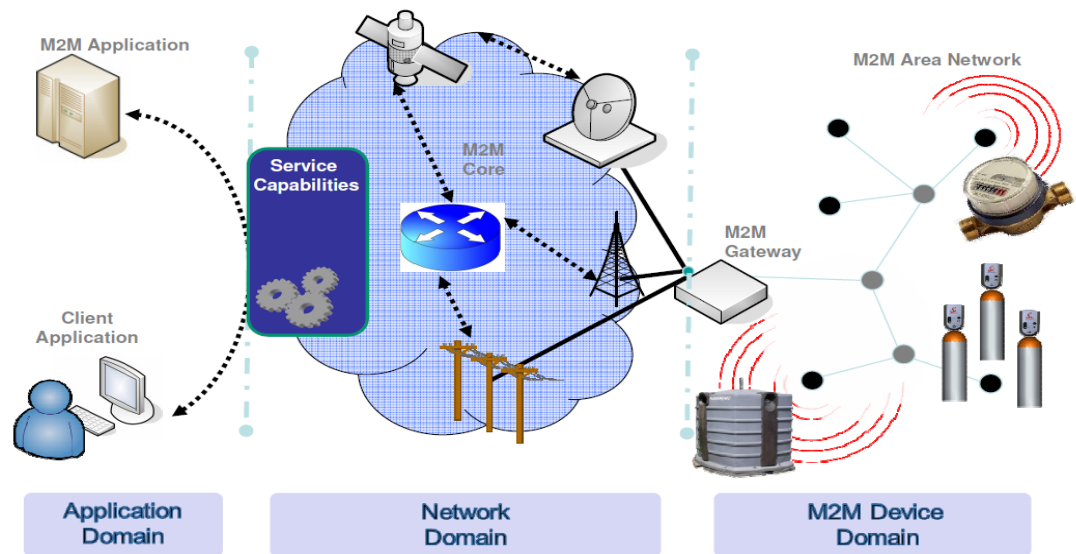 M2M Application
M2M Area Network
Service
Capabilities
M2M
Core
M2M
Gateway
Client
Application
Application
Domain
Network
Domain
M2M Device
Domain